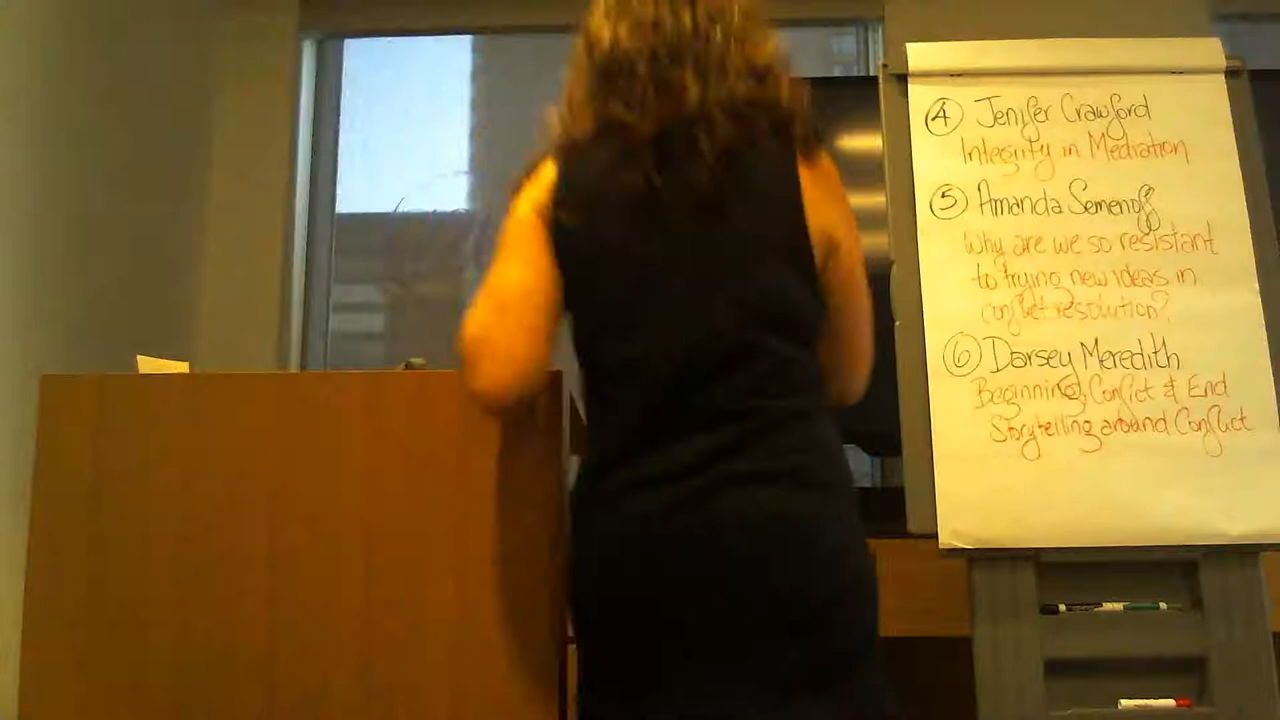 ④ Jenifer Crawford
Integrity in Mediation
⑤ Amanda Semenoff
Why are we so resistant
to trying new ideas in
conflict resolution?
⑥ Dorsey Meredith
Beginning, Conflict & End
Storytelling around Conflict